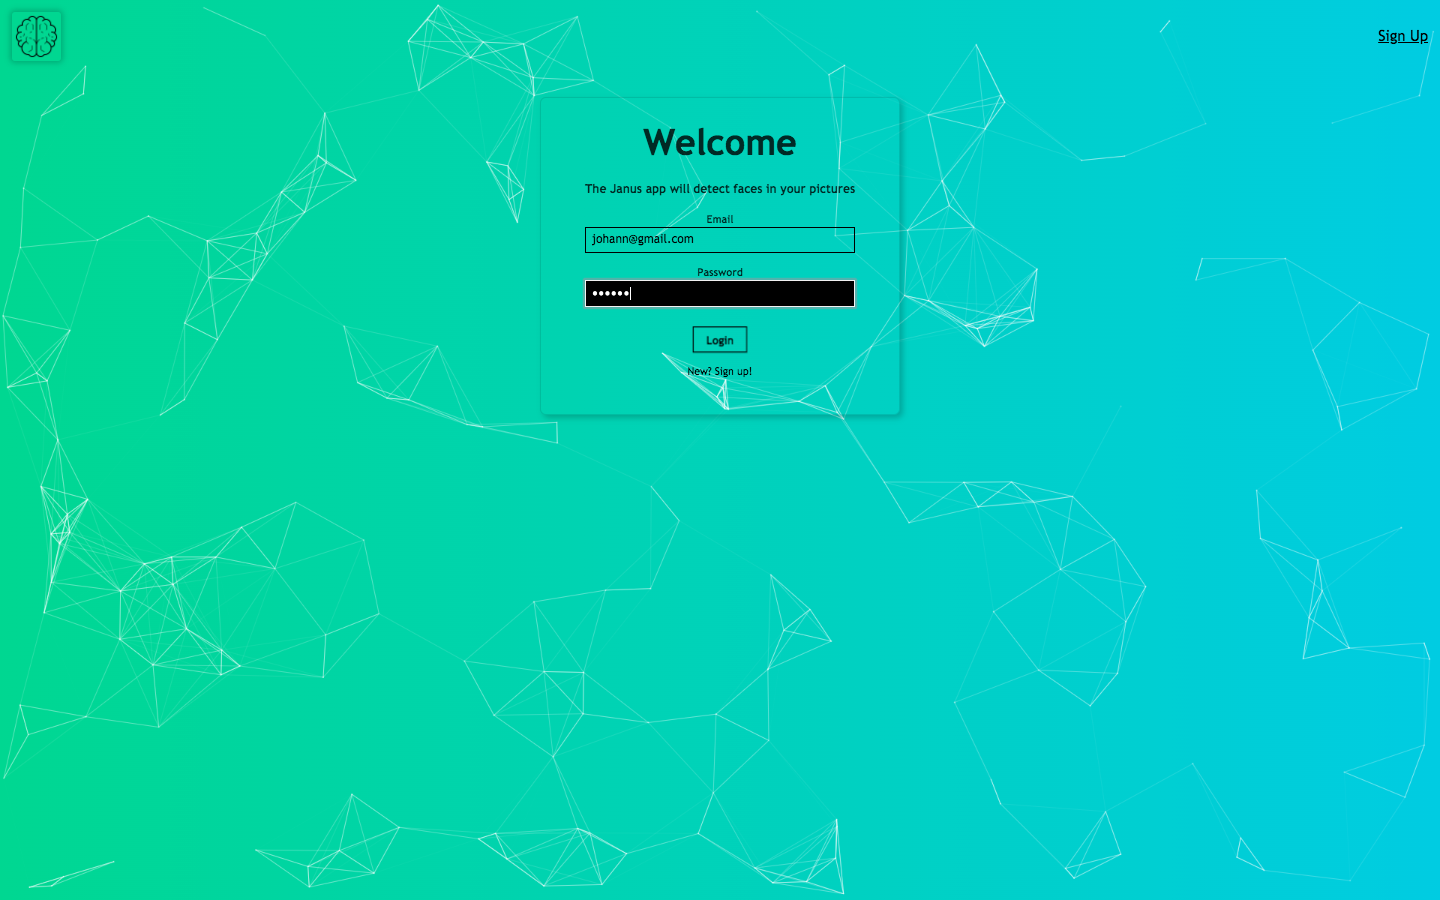 Sign Up
Welcome
The Janus app will detect faces in your pictures
Email
johann@gmail.com
Password
••••••
Login
New? Sign up!